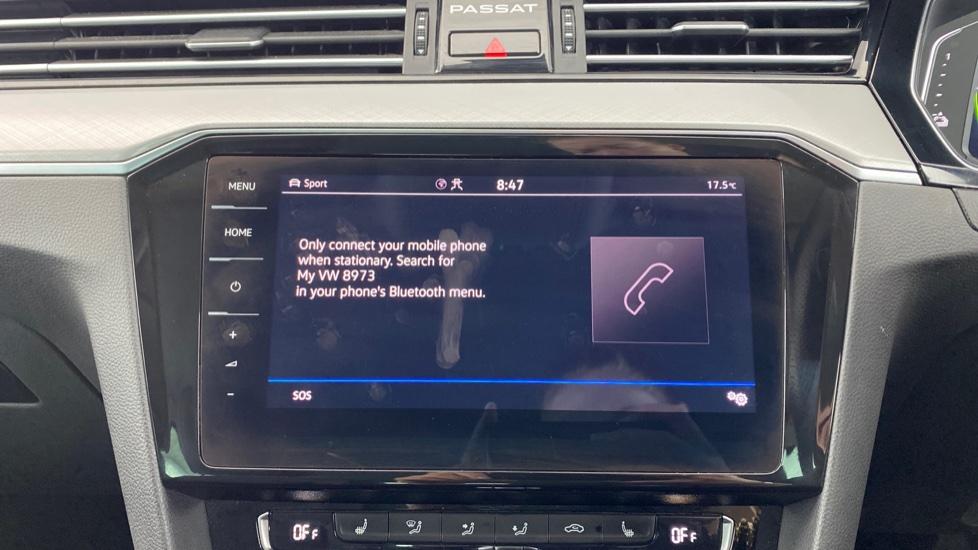 PASSAT
MENU
Sport 8:47 17.5°C
HOME
Only connect your mobile phone
when stationary. Search for
My VW 8973
in your phone's Bluetooth menu.
+
-
SOS
OFF OFF